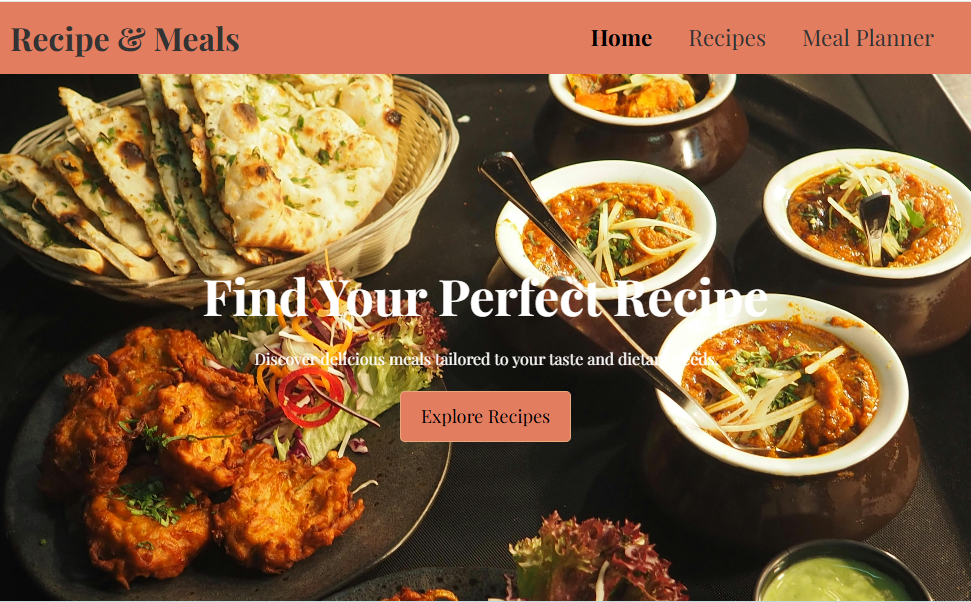 Recipe & Meals
Home Recipes Meal Planner
Find Your Perfect Recipe
Discover delicious meals tailored to your taste and dietary needs.
Explore Recipes